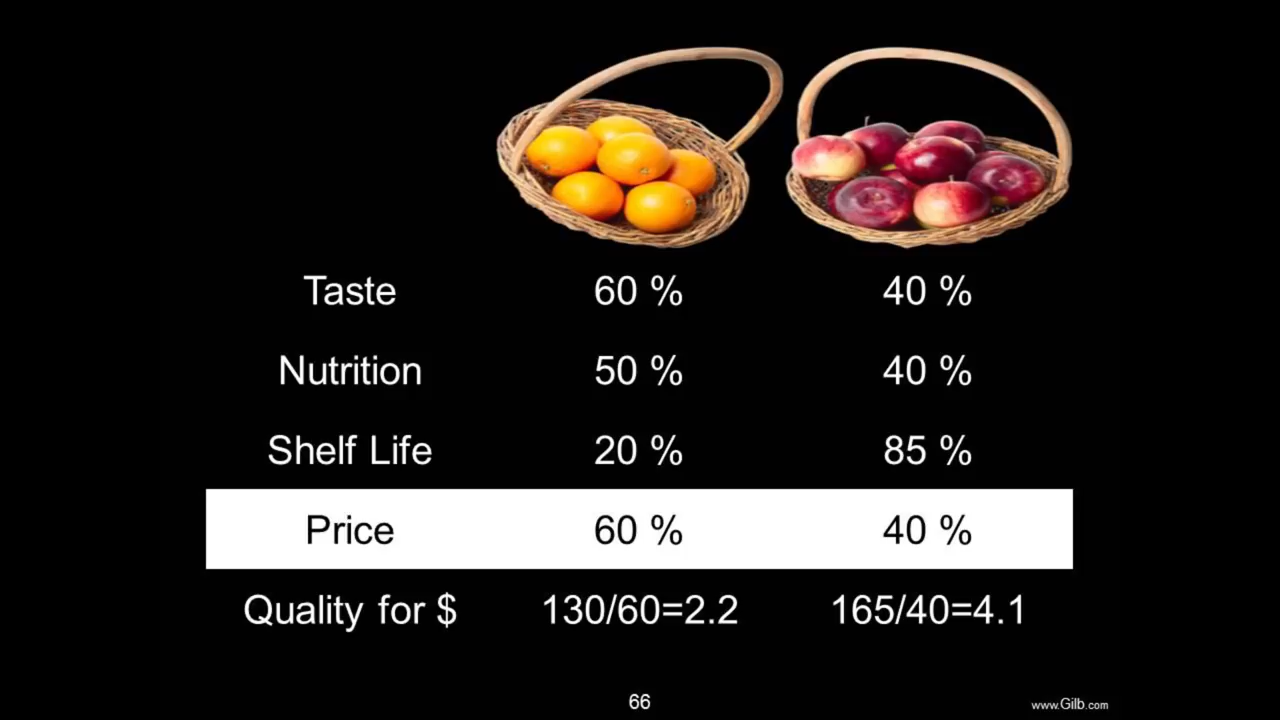 Taste 60 % 40 %
Nutrition 50 % 40 %
Shelf Life 20 % 85 %
Price 60 % 40 %
Quality for $ 130/60=2.2 165/40=4.1
66
www.Gilb.com